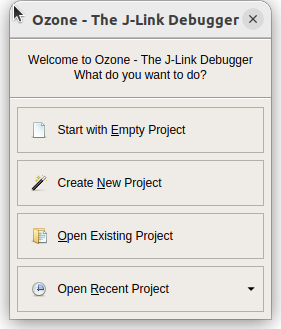 Ozone - The J-Link Debugger
Welcome to Ozone - The J-Link Debugger
What do you want to do?
Start with Empty Project
Create New Project
Open Existing Project
Open Recent Project